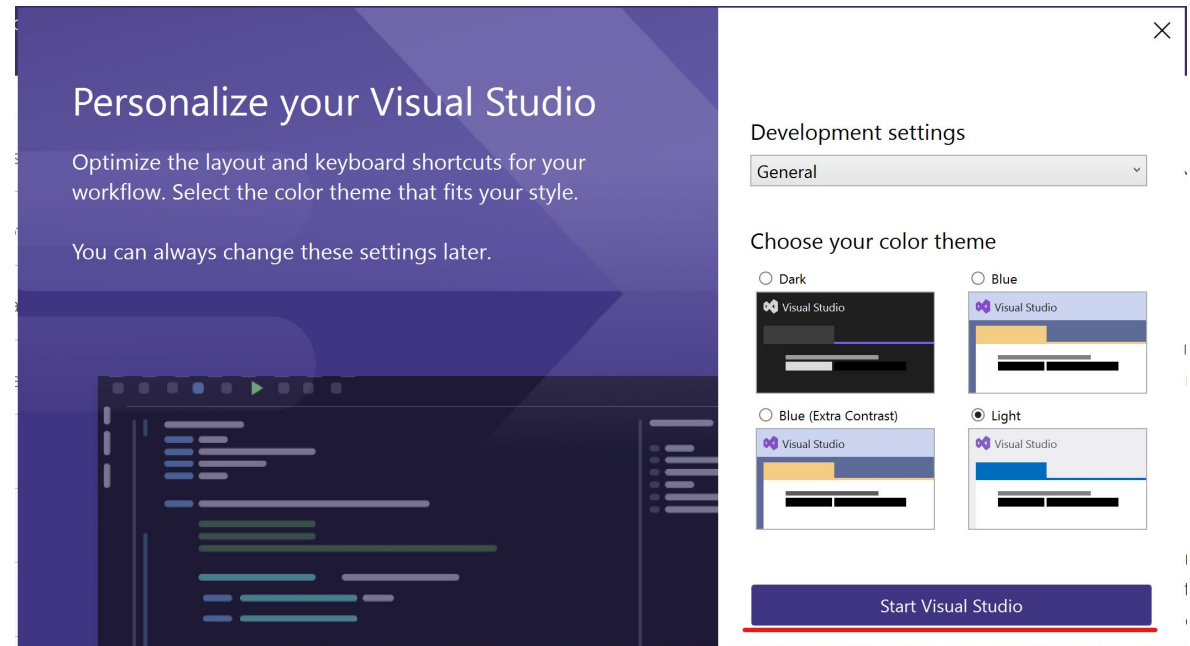 Personalize your Visual Studio
Optimize the layout and keyboard shortcuts for your
workflow. Select the color theme that fits your style.
You can always change these settings later.
Development settings
General
Choose your color theme
Dark
Visual Studio
Blue
Visual Studio
Blue (Extra Contrast)
Visual Studio
Light
Visual Studio
Start Visual Studio